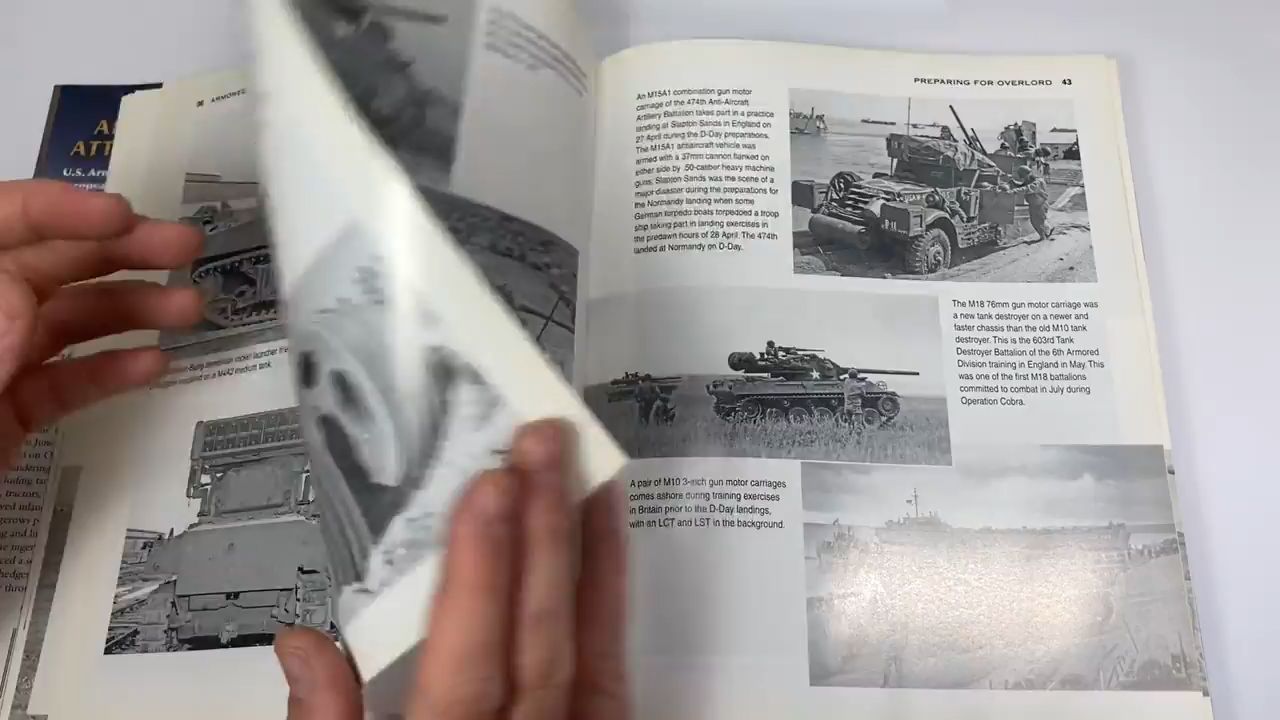 ARMORED
U.S. Arm
PREPARING FOR OVERLORD 43
An M15A1 combination gun motor
carriage of the 474th Anti-Aircraft
Artillery Battalion takes part in a practice
landing at Slapton Sands in England on
27 April during the D-Day preparations.
The M15A1 antiaircraft vehicle was
armed with a 37mm cannon flanked on
either side by .50-caliber heavy machine
guns. Slapton Sands was the scene of a
major disaster during the preparations for
the Normandy landing when some
German torpedo boats torpedoed a troop
ship taking part in landing exercises in
the predawn hours of 28 April. The 474th
landed at Normandy on D-Day.
The M18 76mm gun motor carriage was
a new tank destroyer on a newer and
faster chassis than the old M10 tank
destroyer. This is the 603rd Tank
Destroyer Battalion of the 6th Armored
Division training in England in May. This
was one of the first M18 battalions
committed to combat in July during
Operation Cobra.
A pair of M10 3-inch gun motor carriages
comes ashore during training exercises
in Britain prior to the D-Day landings,
with an LCT and LST in the background.
demolition rocket launcher
installed on a M4A2 medium tank.